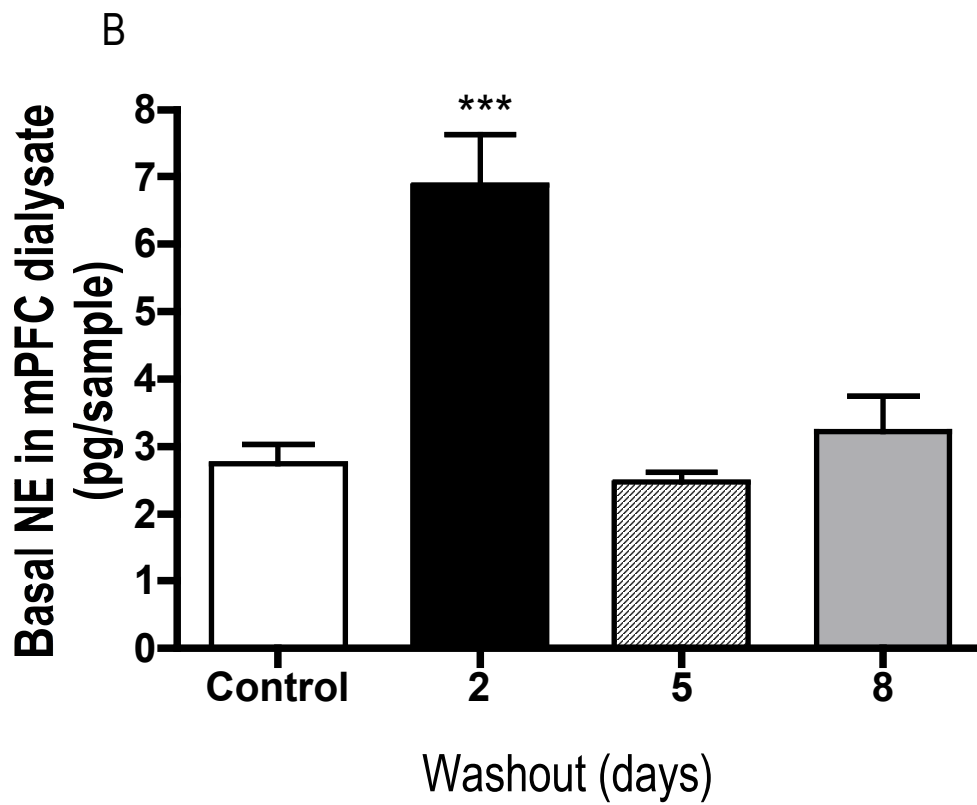 B
***
Basal NE in mPFC dialysate
(pg/sample)
8
7
6
5
4
3
2
1
0
Control 2 5 8
Washout (days)